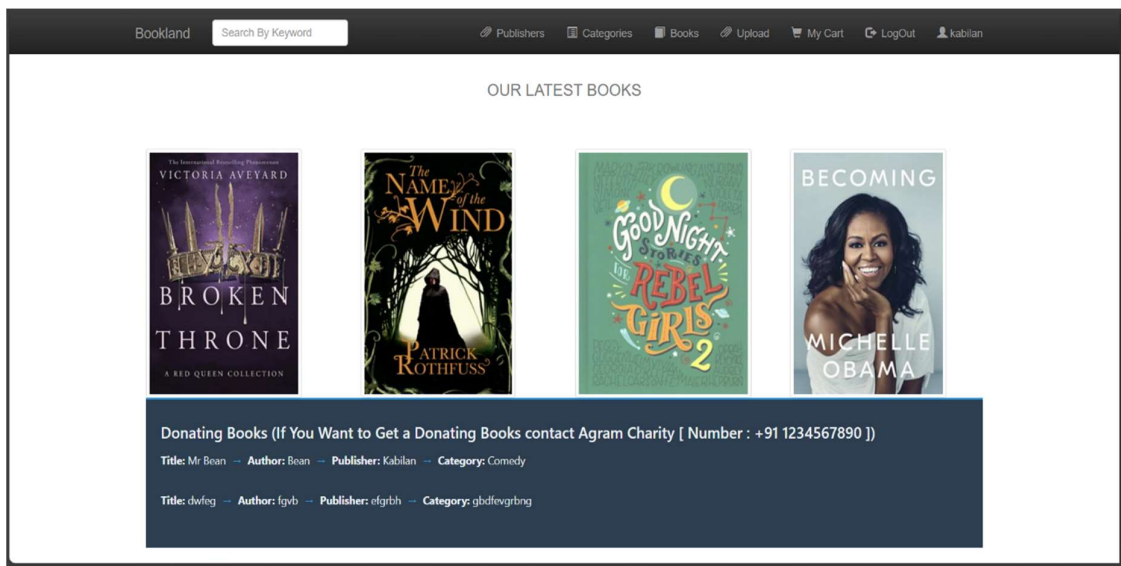 Bookland Search By Keyword Publishers Categories Books Upload My Cart LogOut kabilan
OUR LATEST BOOKS
The International Bestselling Phenomenon
VICTORIA AVEYARD
BROKEN
THRONE
A RED QUEEN COLLECTION
The
NAME
of the
WIND
PATRICK
ROTHFUSS
GOOD NIGHT
STORIES
REBEL
GIRLS
2
BECOMING
MICHELLE
OBAMA
Donating Books (If You Want to Get a Donating Books contact Agram Charity [ Number : +91 1234567890 ])
Title: Mr Bean → Author: Bean → Publisher: Kabilan → Category: Comedy
Title: dwfeg → Author: fgvb → Publisher: efgrbh → Category: gbdfevgrbng